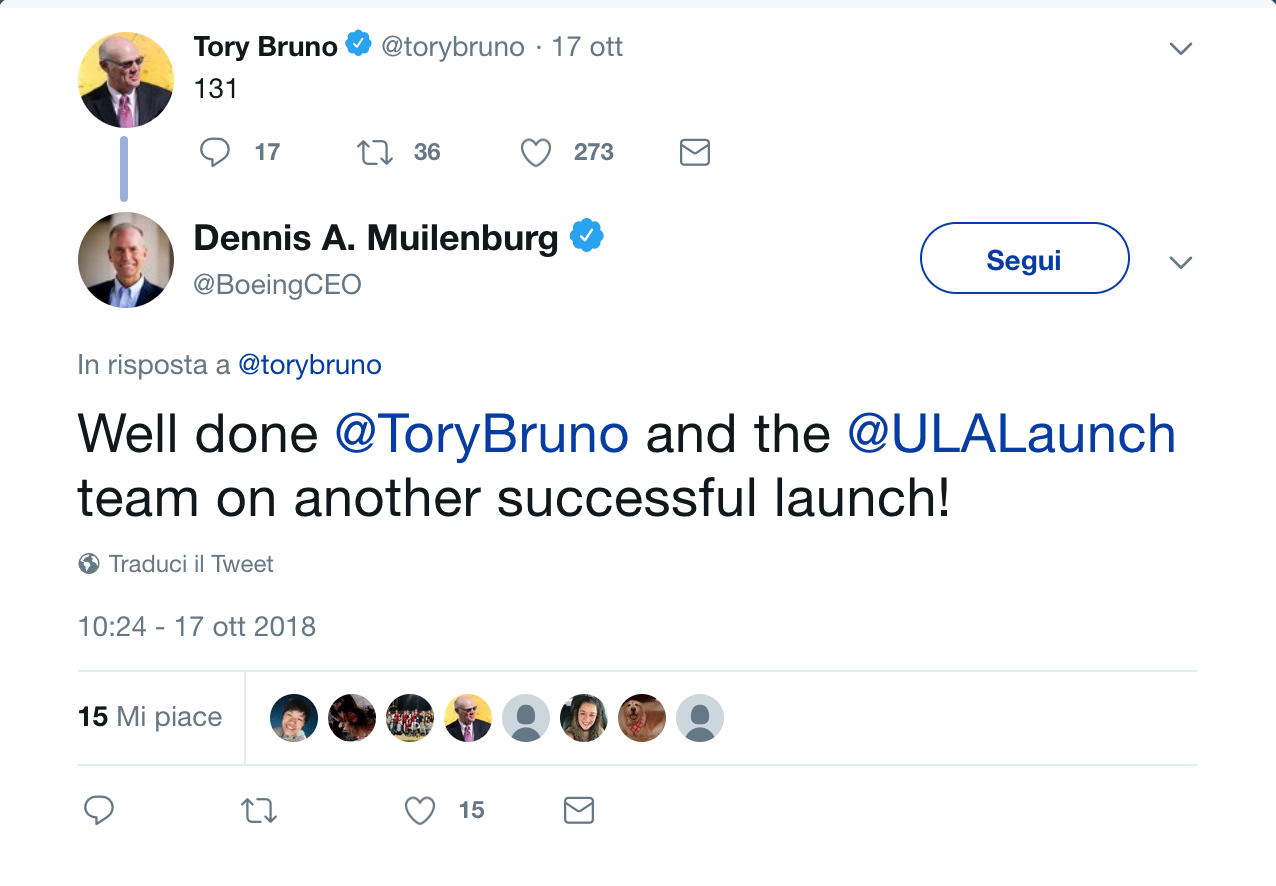 Tory Bruno @torybruno · 17 ott
131
17 36 273
Dennis A. Muilenburg
@BoeingCEO
Segui
In risposta a @torybruno
Well done @ToryBruno and the @ULALaunch
team on another successful launch!
Traduci il Tweet
10:24 - 17 ott 2018
15 Mi piace
15